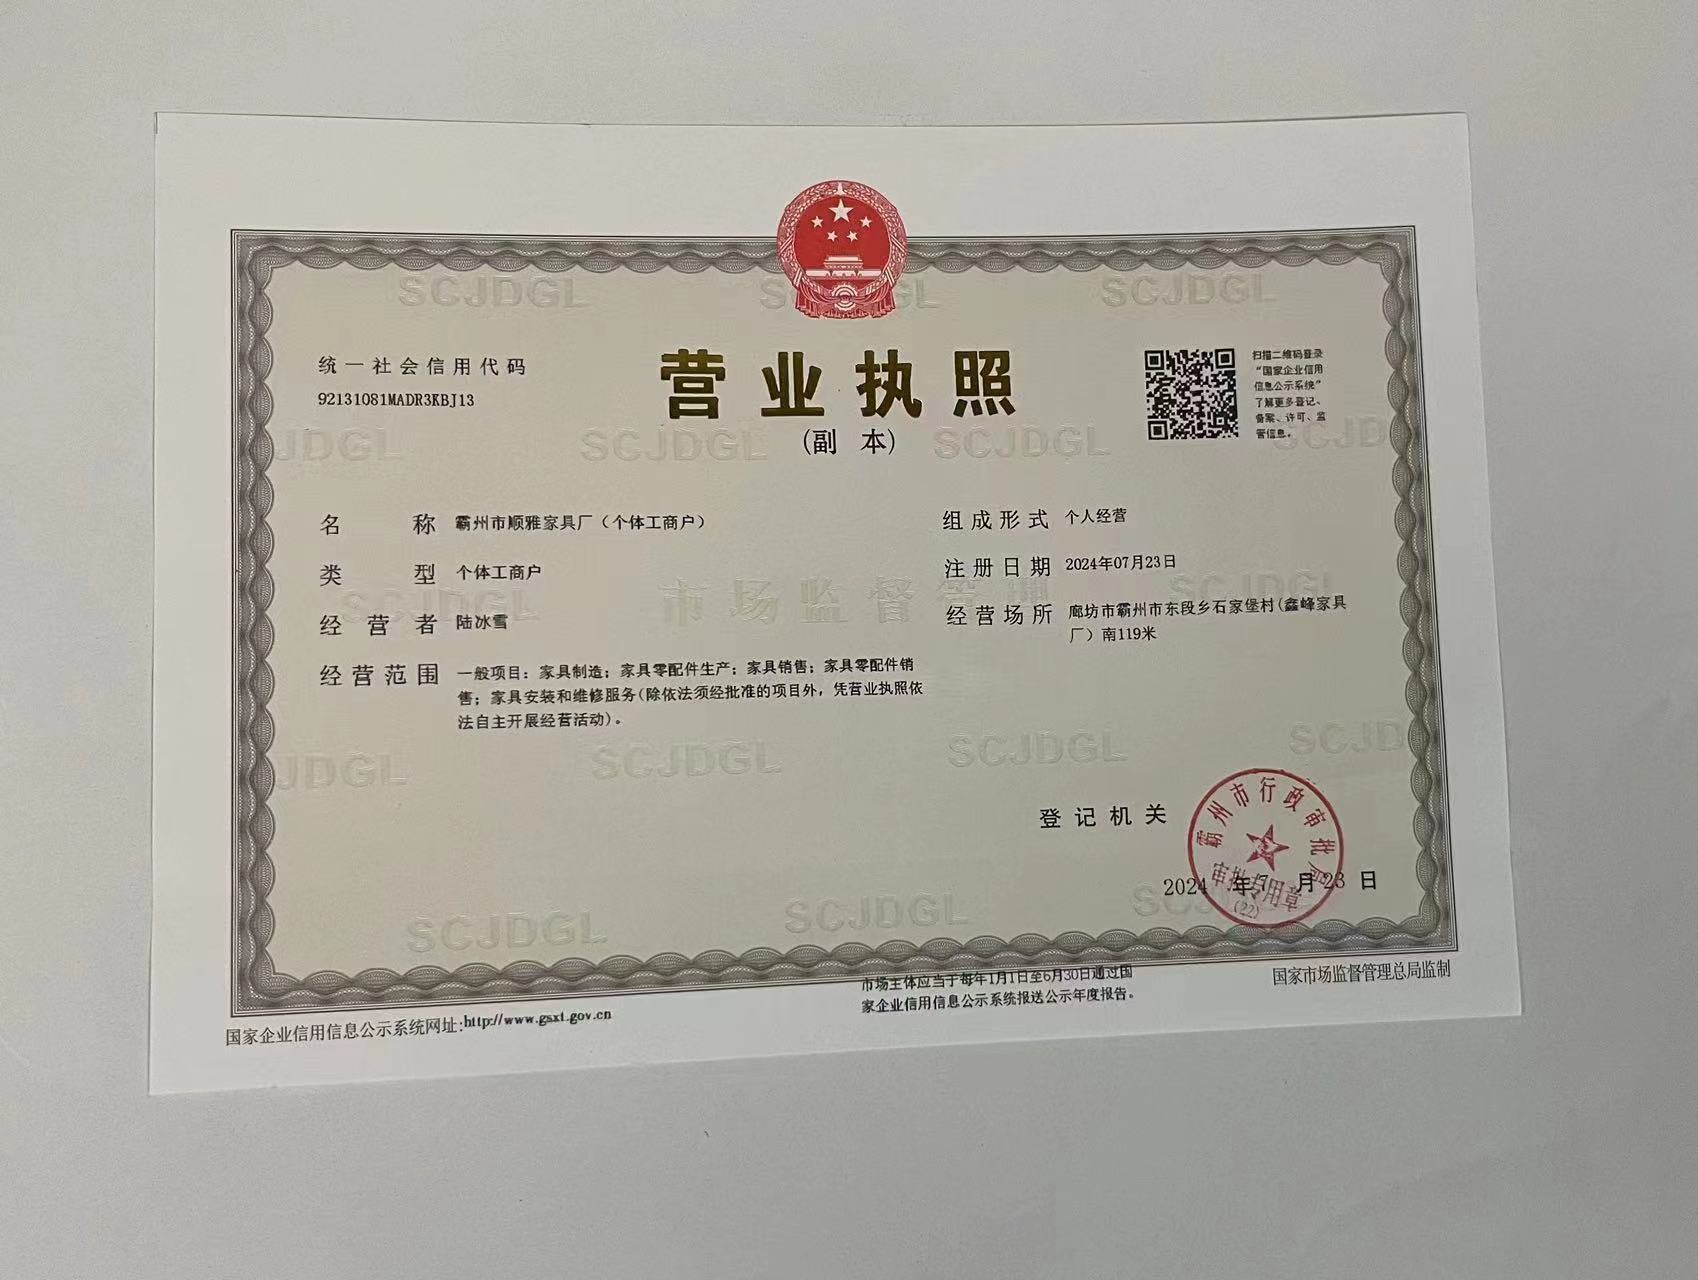 SCJDGL
SCJDGL
统一社会信用代码
92131081MADR3KBJ13
营业执照
(副 本)
扫描二维码登录
“国家企业信用
信息公示系统”
了解更多登记、
备案、许可、监
管信息。
JDGL
SCJDGL
SCJDGL
SCJD
名 称 霸州市顺雅家具厂（个体工商户）
类 型 个体工商户
经 营 者 陆冰雪
经营范围 一般项目：家具制造；家具零配件生产；家具销售；家具零配件销
售；家具安装和维修服务(除依法须经批准的项目外，凭营业执照依
法自主开展经营活动)。
组成形式 个人经营
注册日期 2024年07月23日
经营场所 廊坊市霸州市东段乡石家堡村(鑫峰家具
厂）南119米
SCJDGL
市场监督管理
SCJDGL
JDGL
SCJDGL
SCJDGL
SCJD
登记机关
霸州市行政审批局
审批专用章
(22)
2024 年 7 月 23 日
SCJDGL
SCJDGL
国家企业信用信息公示系统网址:http://www.gsxt.gov.cn
市场主体应当于每年1月1日至6月30日通过国
家企业信用信息公示系统报送公示年度报告。
国家市场监督管理总局监制